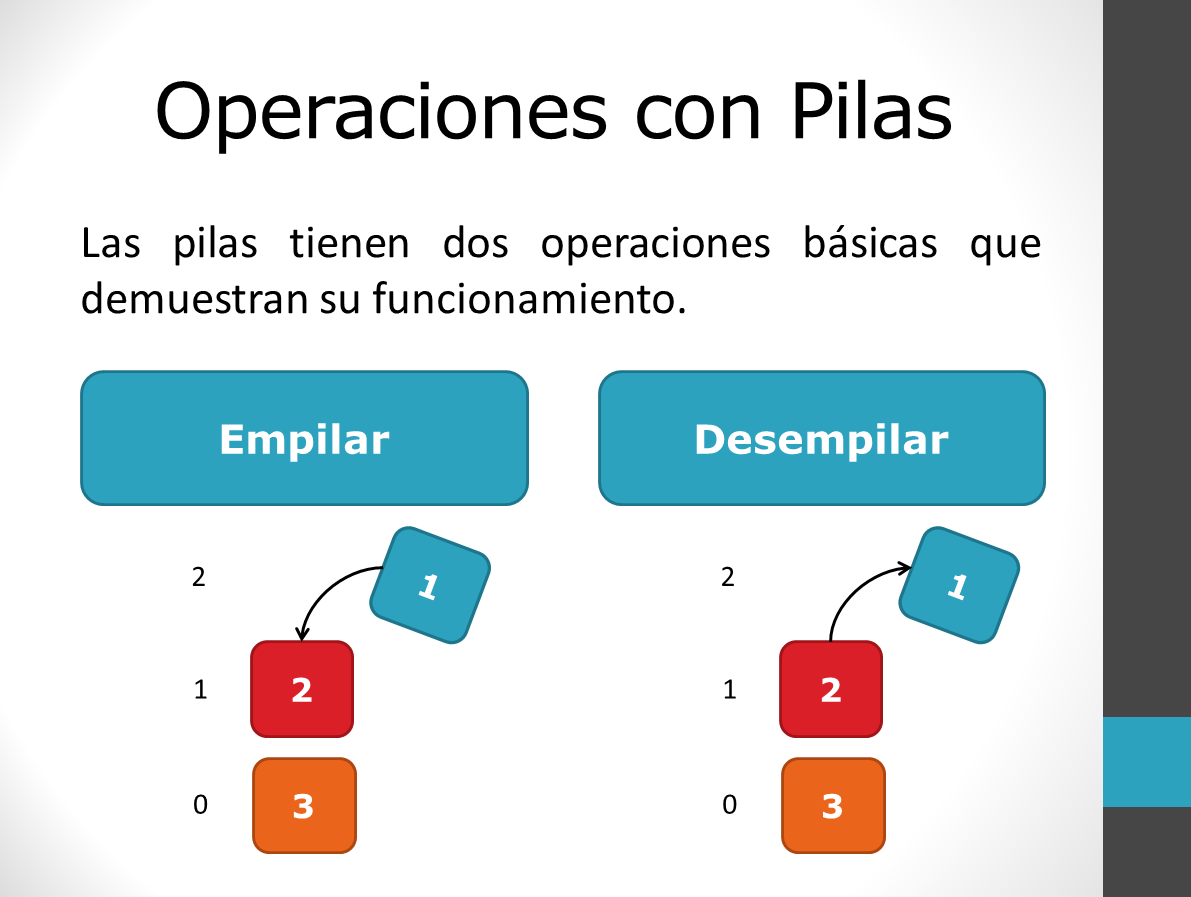 Operaciones con Pilas
Las pilas tienen dos operaciones básicas que
demuestran su funcionamiento.
Empilar
Desempilar
2
1
1
2
0
3
2
1
1
2
0
3